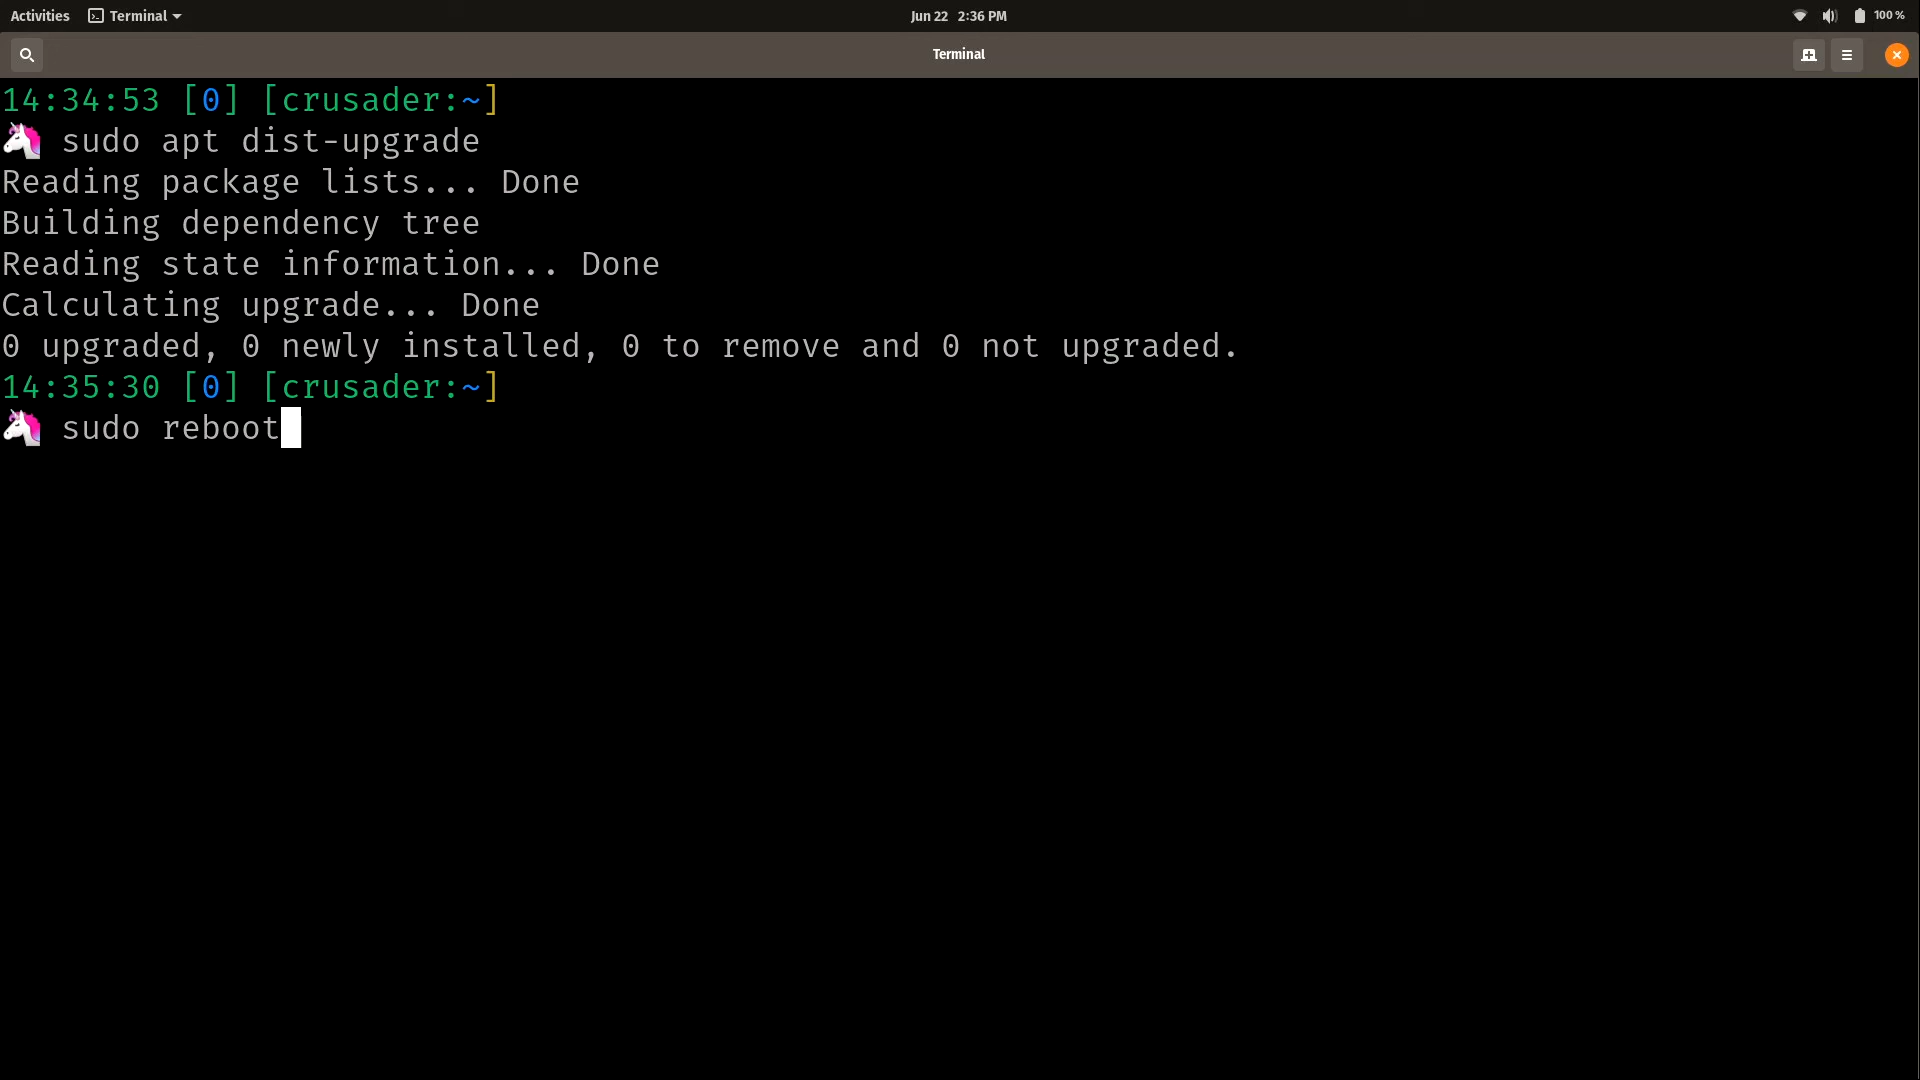 Activities Terminal Jun 22 2:36 PM 100 %
Terminal
14:34:53 [0] [crusader:~]
🦄 sudo apt dist-upgrade
Reading package lists... Done
Building dependency tree
Reading state information... Done
Calculating upgrade... Done
0 upgraded, 0 newly installed, 0 to remove and 0 not upgraded.
14:35:30 [0] [crusader:~]
🦄 sudo reboot